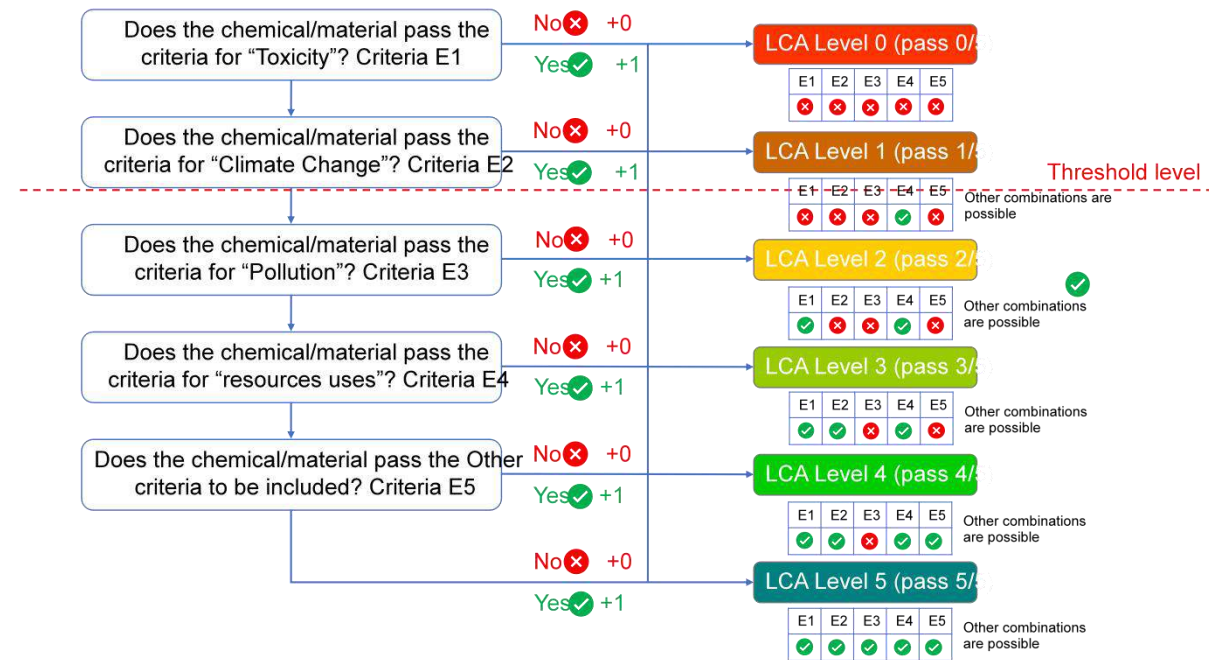 Does the chemical/material pass the
criteria for “Toxicity”? Criteria E1
No +0
Yes +1
LCA Level 0 (pass 0/5
E1 E2 E3 E4 E5
Does the chemical/material pass the
criteria for “Climate Change”? Criteria E2
No +0
Yes +1
LCA Level 1 (pass 1/5
Threshold level
E1 E2 E3 E4 E5
Other combinations are
possible
Does the chemical/material pass the
criteria for “Pollution”? Criteria E3
No +0
Yes +1
LCA Level 2 (pass 2/5
E1 E2 E3 E4 E5
Other combinations
are possible
Does the chemical/material pass the
criteria for “resources uses”? Criteria E4
No +0
Yes +1
LCA Level 3 (pass 3/5
E1 E2 E3 E4 E5
Other combinations
are possible
Does the chemical/material pass the Other
criteria to be included? Criteria E5
No +0
Yes +1
LCA Level 4 (pass 4/5
E1 E2 E3 E4 E5
Other combinations
are possible
No +0
Yes +1
LCA Level 5 (pass 5/5
E1 E2 E3 E4 E5
Other combinations
are possible